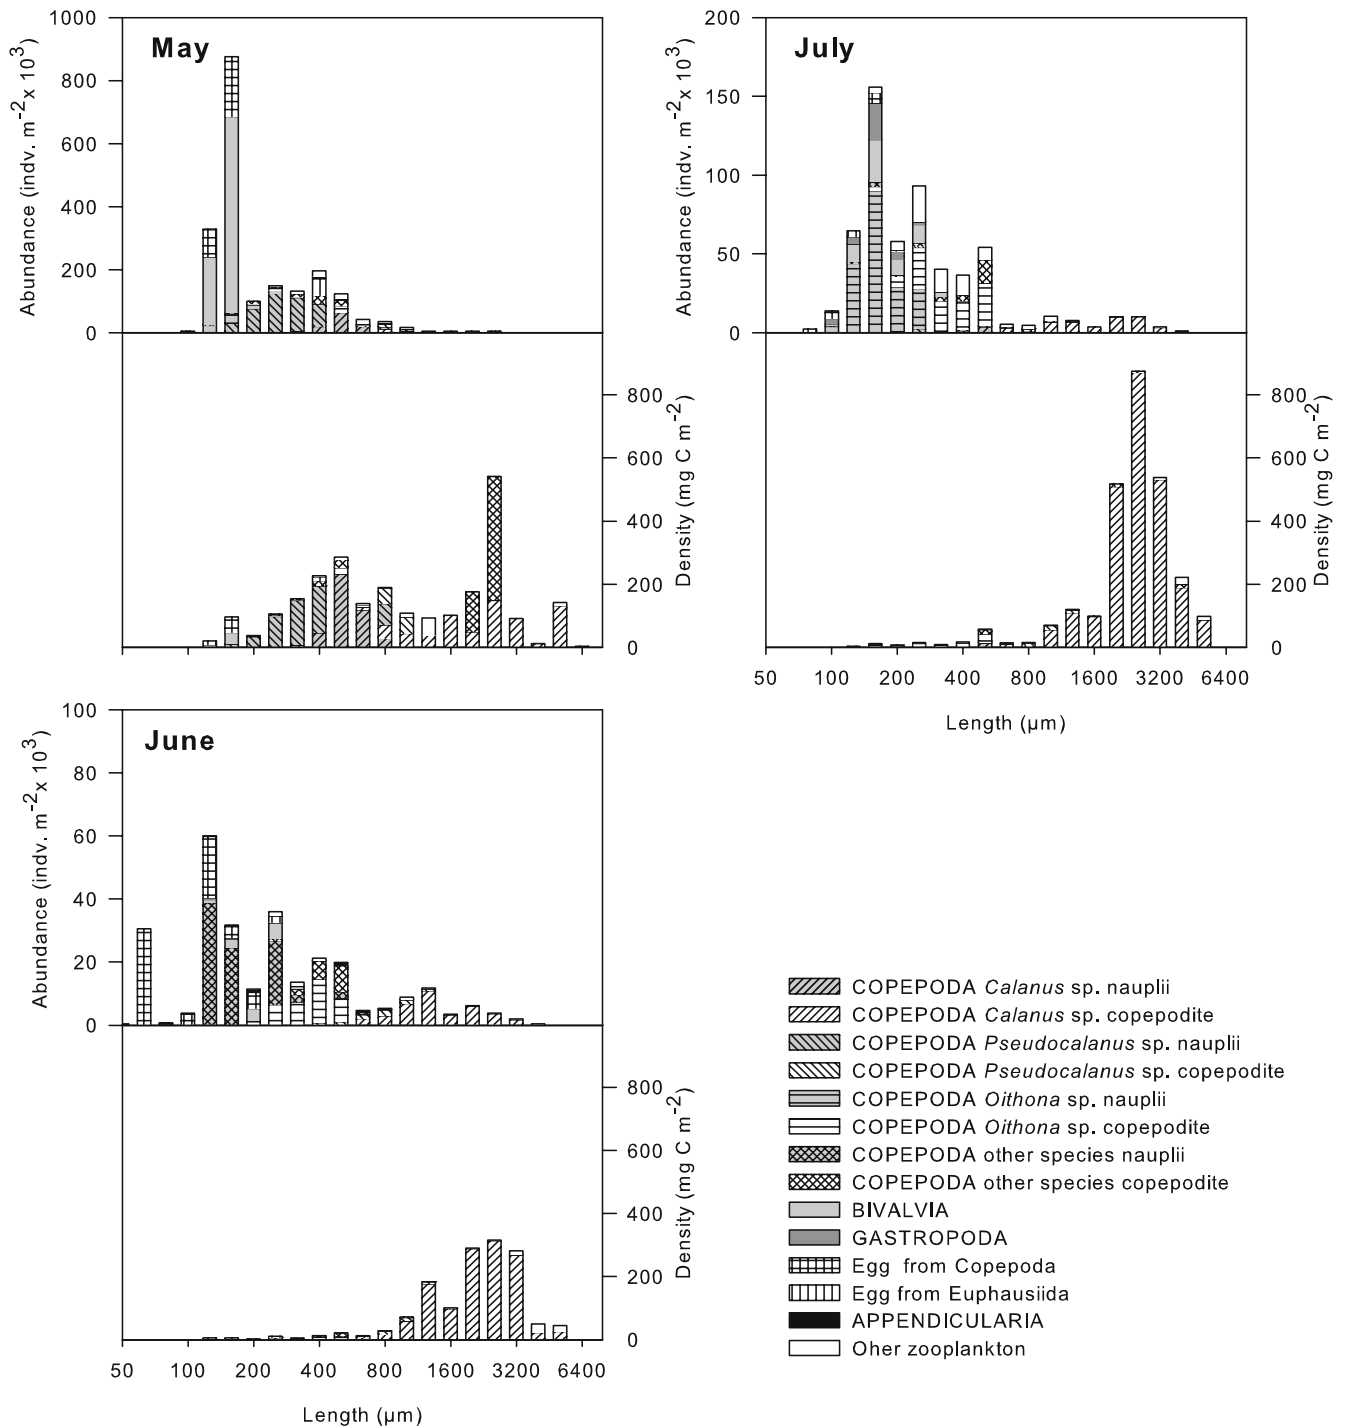 May
Abundance (indv. m-2 x 103)
1000
800
600
400
200
0
Density (mg C m-2)
800
600
400
200
0
July
Abundance (indv. m-2 x 103)
200
150
100
50
0
Density (mg C m-2)
800
600
400
200
0
50 100 200 400 800 1600 3200 6400
Length (µm)
June
Abundance (indv. m-2 x 103)
100
80
60
40
20
0
Density (mg C m-2)
800
600
400
200
0
50 100 200 400 800 1600 3200 6400
Length (µm)
COPEPODA Calanus sp. nauplii
COPEPODA Calanus sp. copepodite
COPEPODA Pseudocalanus sp. nauplii
COPEPODA Pseudocalanus sp. copepodite
COPEPODA Oithona sp. nauplii
COPEPODA Oithona sp. copepodite
COPEPODA other species nauplii
COPEPODA other species copepodite
BIVALVIA
GASTROPODA
Egg from Copepoda
Egg from Euphausiida
APPENDICULARIA
Oher zooplankton